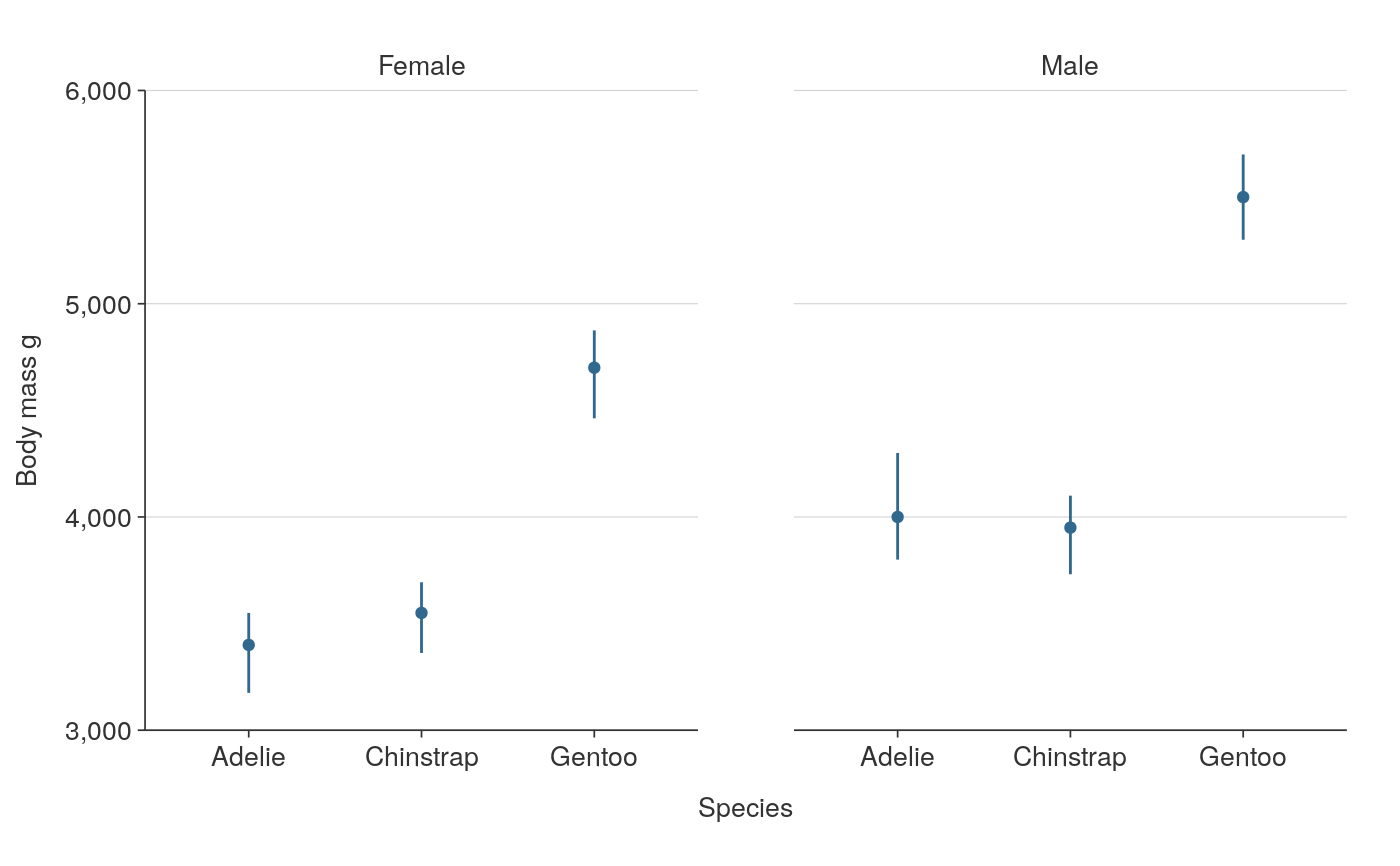 Female
Male
6,000
5,000
4,000
3,000
Body mass g
Adelie
Chinstrap
Gentoo
Adelie
Chinstrap
Gentoo
Species